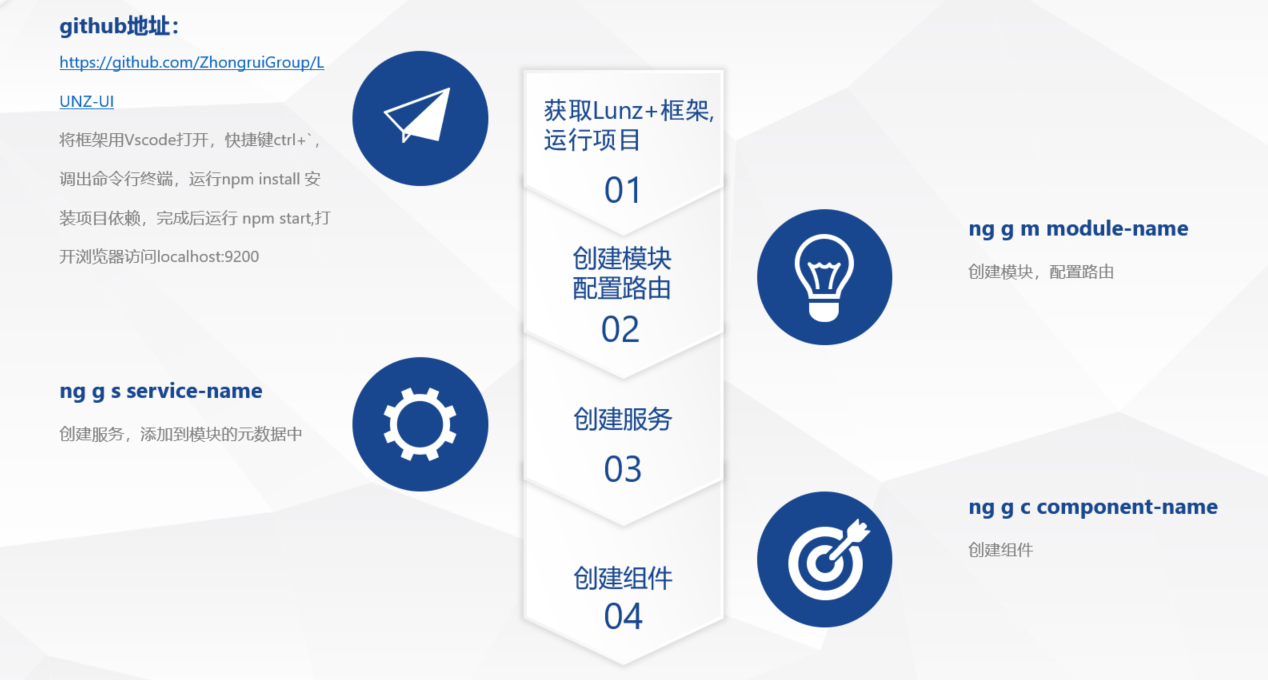 github地址：
https://github.com/ZhongruiGroup/L
UNZ-UI
将框架用Vscode打开，快捷键ctrl+`，
调出命令行终端，运行npm install 安
装项目依赖，完成后运行 npm start,打
开浏览器访问localhost:9200
获取Lunz+框架,
运行项目
01
创建模块
配置路由
02
ng g m module-name
创建模块，配置路由
ng g s service-name
创建服务，添加到模块的元数据中
创建服务
03
创建组件
04
ng g c component-name
创建组件